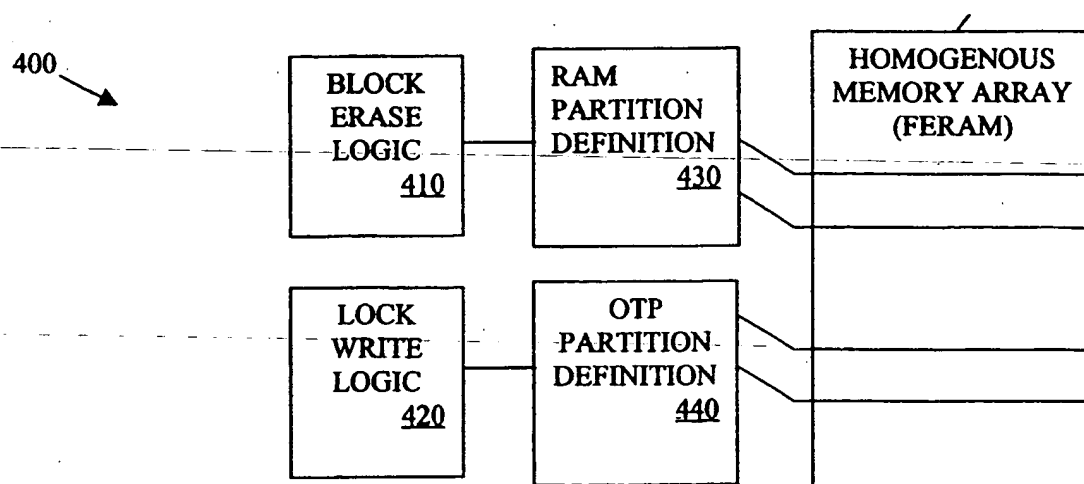 400
BLOCK
ERASE
LOGIC
410
RAM
PARTITION
DEFINITION
430
HOMOGENOUS
MEMORY ARRAY
(FERAM)
LOCK
WRITE
LOGIC
420
OTP
PARTITION
DEFINITION
440